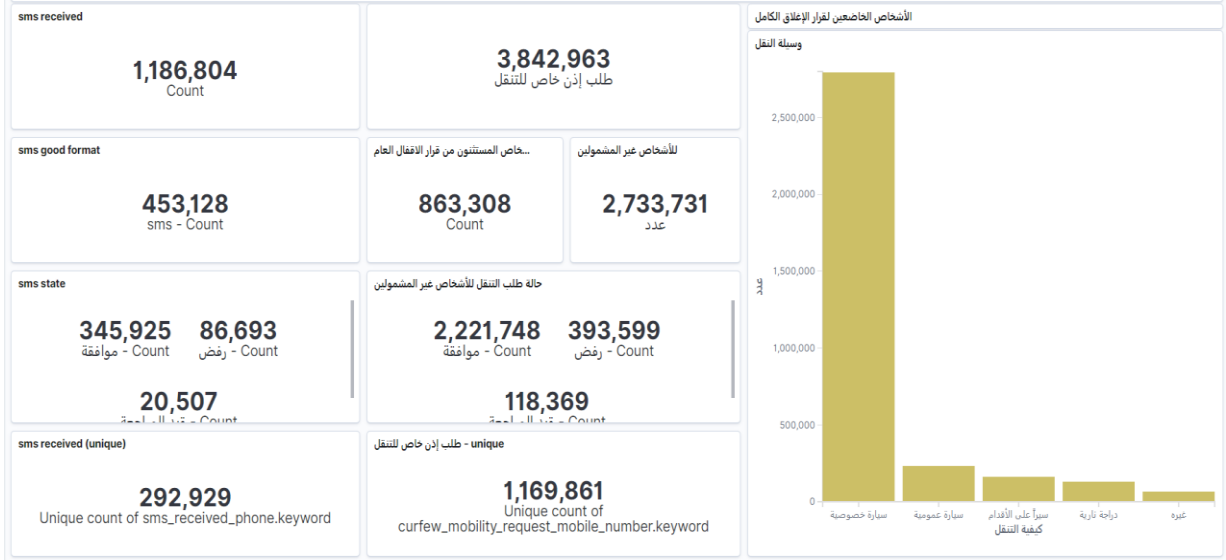 sms received
1,186,804
Count
3,842,963
طلب إذن خاص للتنقل
sms good format
453,128
sms - Count
...خاص المستثنون من قرار الاقفال العام
863,308
Count
للأشخاص غير المشمولين
2,733,731
عدد
sms state
345,925
موافقة - Count
86,693
رفض - Count
20,507
حالة طلب التنقل للأشخاص غير المشمولين
2,221,748
موافقة - Count
393,599
رفض - Count
118,369
sms received (unique)
292,929
Unique count of sms_received_phone.keyword
طلب إذن خاص للتنقل - unique
1,169,861
Unique count of
curfew_mobility_request_mobile_number.keyword
الأشخاص الخاضعين لقرار الإغلاق الكامل
وسيلة النقل
2,500,000
2,000,000
1,500,000
1,000,000
500,000
0
عدد
سيارة خصوصية
سيارة عمومية
سيراً على الأقدام
دراجة نارية
غيره
كيفية التنقل